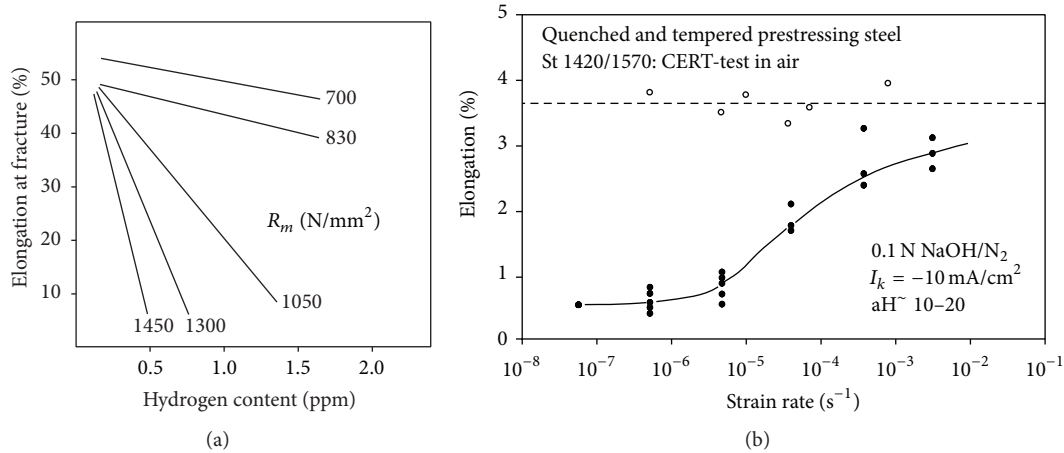 50
40
30
20
10
Elongation at fracture (%)
700
830
R_m (N/mm²)
1050
1450
1300
0.5
1.0
1.5
2.0
Hydrogen content (ppm)
(a)
5
4
3
2
1
0
Elongation (%)
Quenched and tempered prestressing steel
St 1420/1570: CERT-test in air
0.1 N NaOH/N₂
I_k = −10 mA/cm²
aH~ 10–20
10⁻⁸
10⁻⁷
10⁻⁶
10⁻⁵
10⁻⁴
10⁻³
10⁻²
10⁻¹
Strain rate (s⁻¹)
(b)